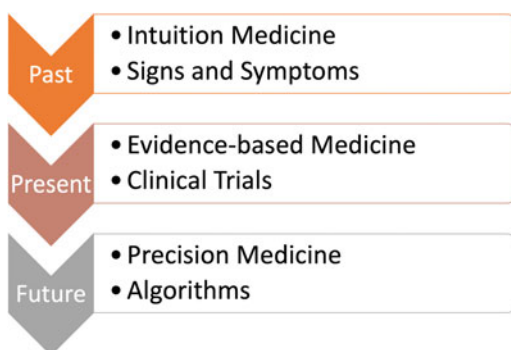 Past
• Intuition Medicine
• Signs and Symptoms
Present
• Evidence-based Medicine
• Clinical Trials
Future
• Precision Medicine
• Algorithms